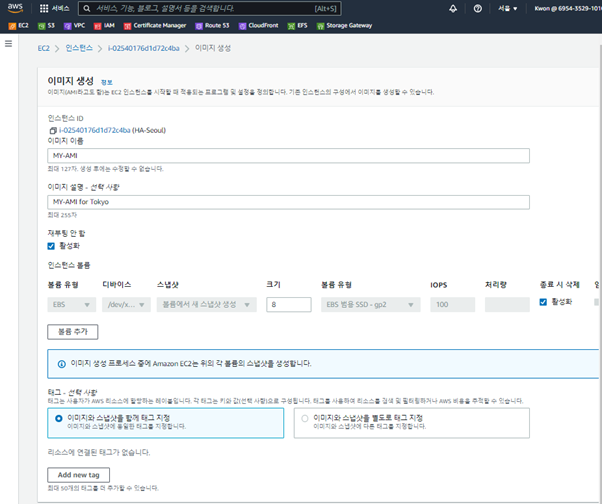 aws
서비스
서비스, 기능, 블로그, 설명서 등을 검색합니다.
[Alt+S]
서울 ▼
Kwon @ 6954-3529-101
EC2
S3
VPC
IAM
Certificate Manager
Route 53
CloudFront
EFS
Storage Gateway
EC2 > 인스턴스 > i-02540176d1d72c4ba > 이미지 생성
이미지 생성 정보
이미지(AMI라고도 함)는 EC2 인스턴스를 시작할 때 적용되는 프로그램 및 설정을 정의합니다. 기존 인스턴스의 구성에서 이미지를 생성할 수 있습니다.
인스턴스 ID
i-02540176d1d72c4ba (HA-Seoul)
이미지 이름
MY-AMI
최대 127자. 생성 후에는 수정할 수 없습니다.
이미지 설명 - 선택 사항
MY-AMI for Tokyo
최대 255자
재부팅 안 함
활성화
인스턴스 볼륨
볼륨 유형 디바이스 스냅샷 크기 볼륨 유형 IOPS 처리량 종료 시 삭제
EBS /dev/x... 볼륨에서 새 스냅샷 생성 8 EBS 범용 SSD - gp2 100 활성화
볼륨 추가
이미지 생성 프로세스 중에 Amazon EC2는 위의 각 볼륨의 스냅샷을 생성합니다.
태그 - 선택 사항
태그는 사용자가 AWS 리소스에 할당하는 레이블입니다. 각 태그는 키와 값(선택 사항)으로 구성됩니다. 태그를 사용하여 리소스를 검색 및 필터링하거나 AWS 비용을 추적할 수 있습니다.
이미지와 스냅샷을 함께 태그 지정
이미지와 스냅샷에 동일한 태그를 지정합니다.
이미지와 스냅샷을 별도로 태그 지정
이미지와 스냅샷에 다른 태그를 지정합니다.
리소스에 연결된 태그가 없습니다.
Add new tag
최대 50개의 태그를 더 추가할 수 있습니다.